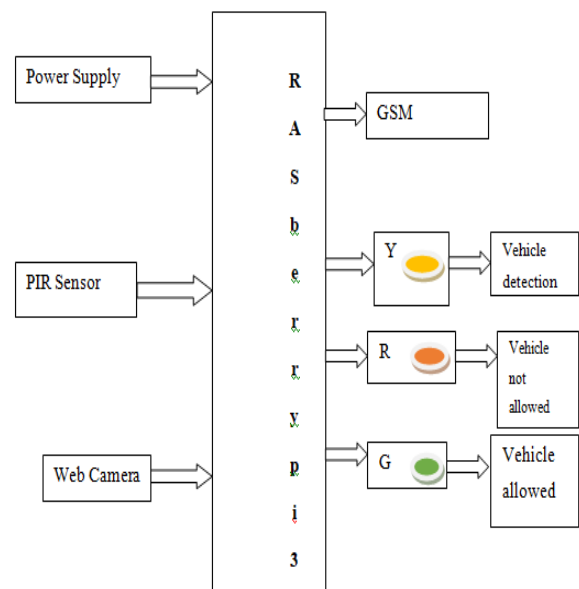 Power Supply
PIR Sensor
Web Camera
R
A
S
b
e
r
r
y
p
i
3
GSM
Y
Vehicle
detection
R
Vehicle
not
allowed
G
Vehicle
allowed